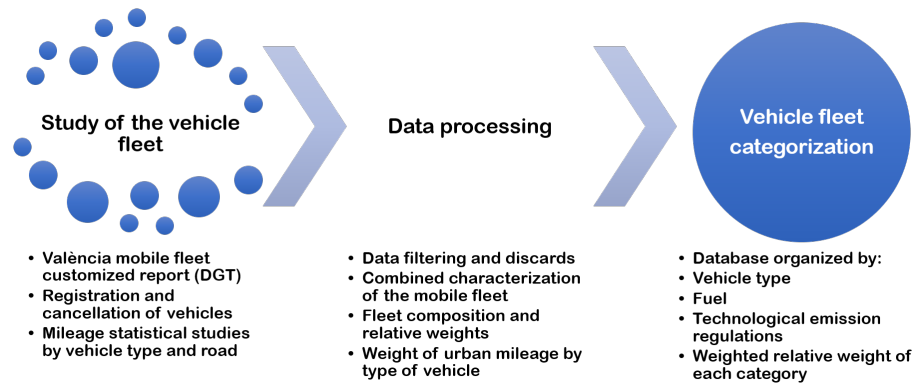 Study of the vehicle
fleet
Data processing
Vehicle fleet
categorization
• València mobile fleet
customized report (DGT)
• Registration and
cancellation of vehicles
• Mileage statistical studies
by vehicle type and road
• Data filtering and discards
• Combined characterization
of the mobile fleet
• Fleet composition and
relative weights
• Weight of urban mileage by
type of vehicle
• Database organized by:
• Vehicle type
• Fuel
• Technological emission
regulations
• Weighted relative weight of
each category